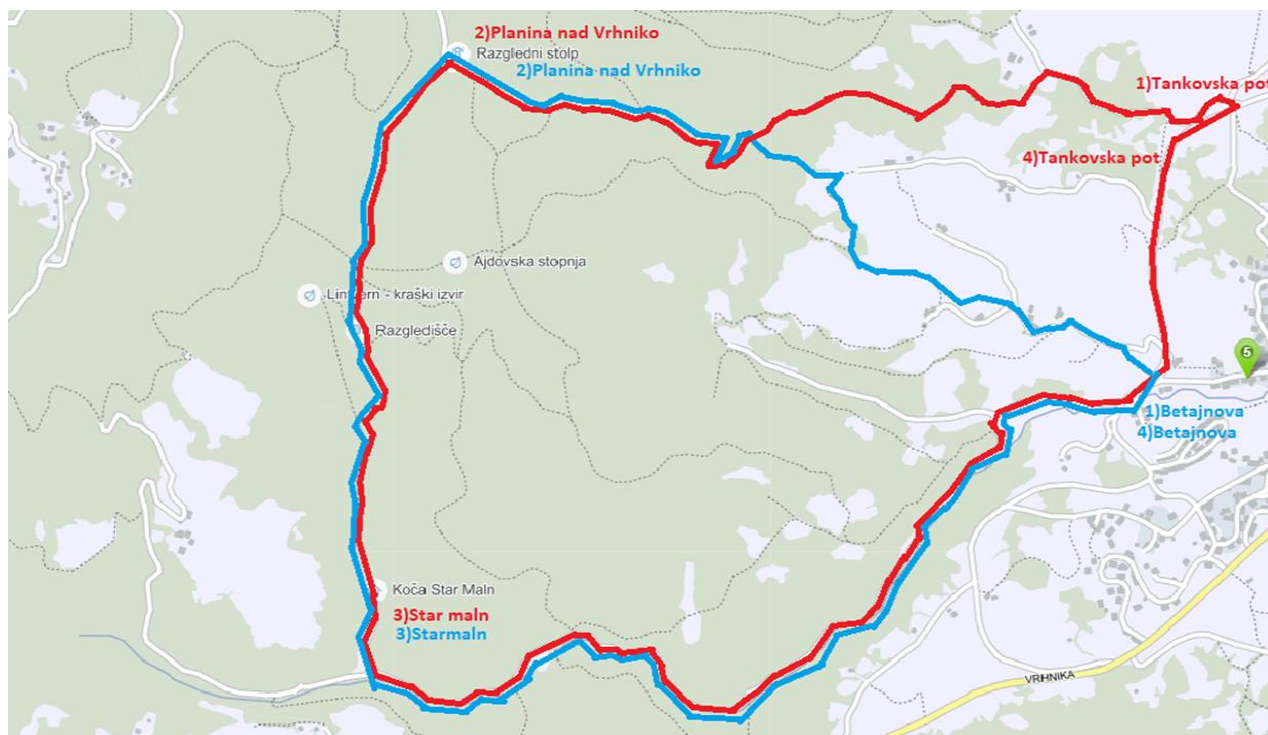 2)Planina nad Vrhniko
Razgledni stolp
2)Planina nad Vrhniko
1)Tankovska pot
4)Tankovska pot
Ajdovska stopnja
Lintvern - kraški izvir
Razgledišče
5
1)Betajnova
4)Betajnova
Koča Star Maln
3)Star maln
3)Starmaln
VRHNIKA